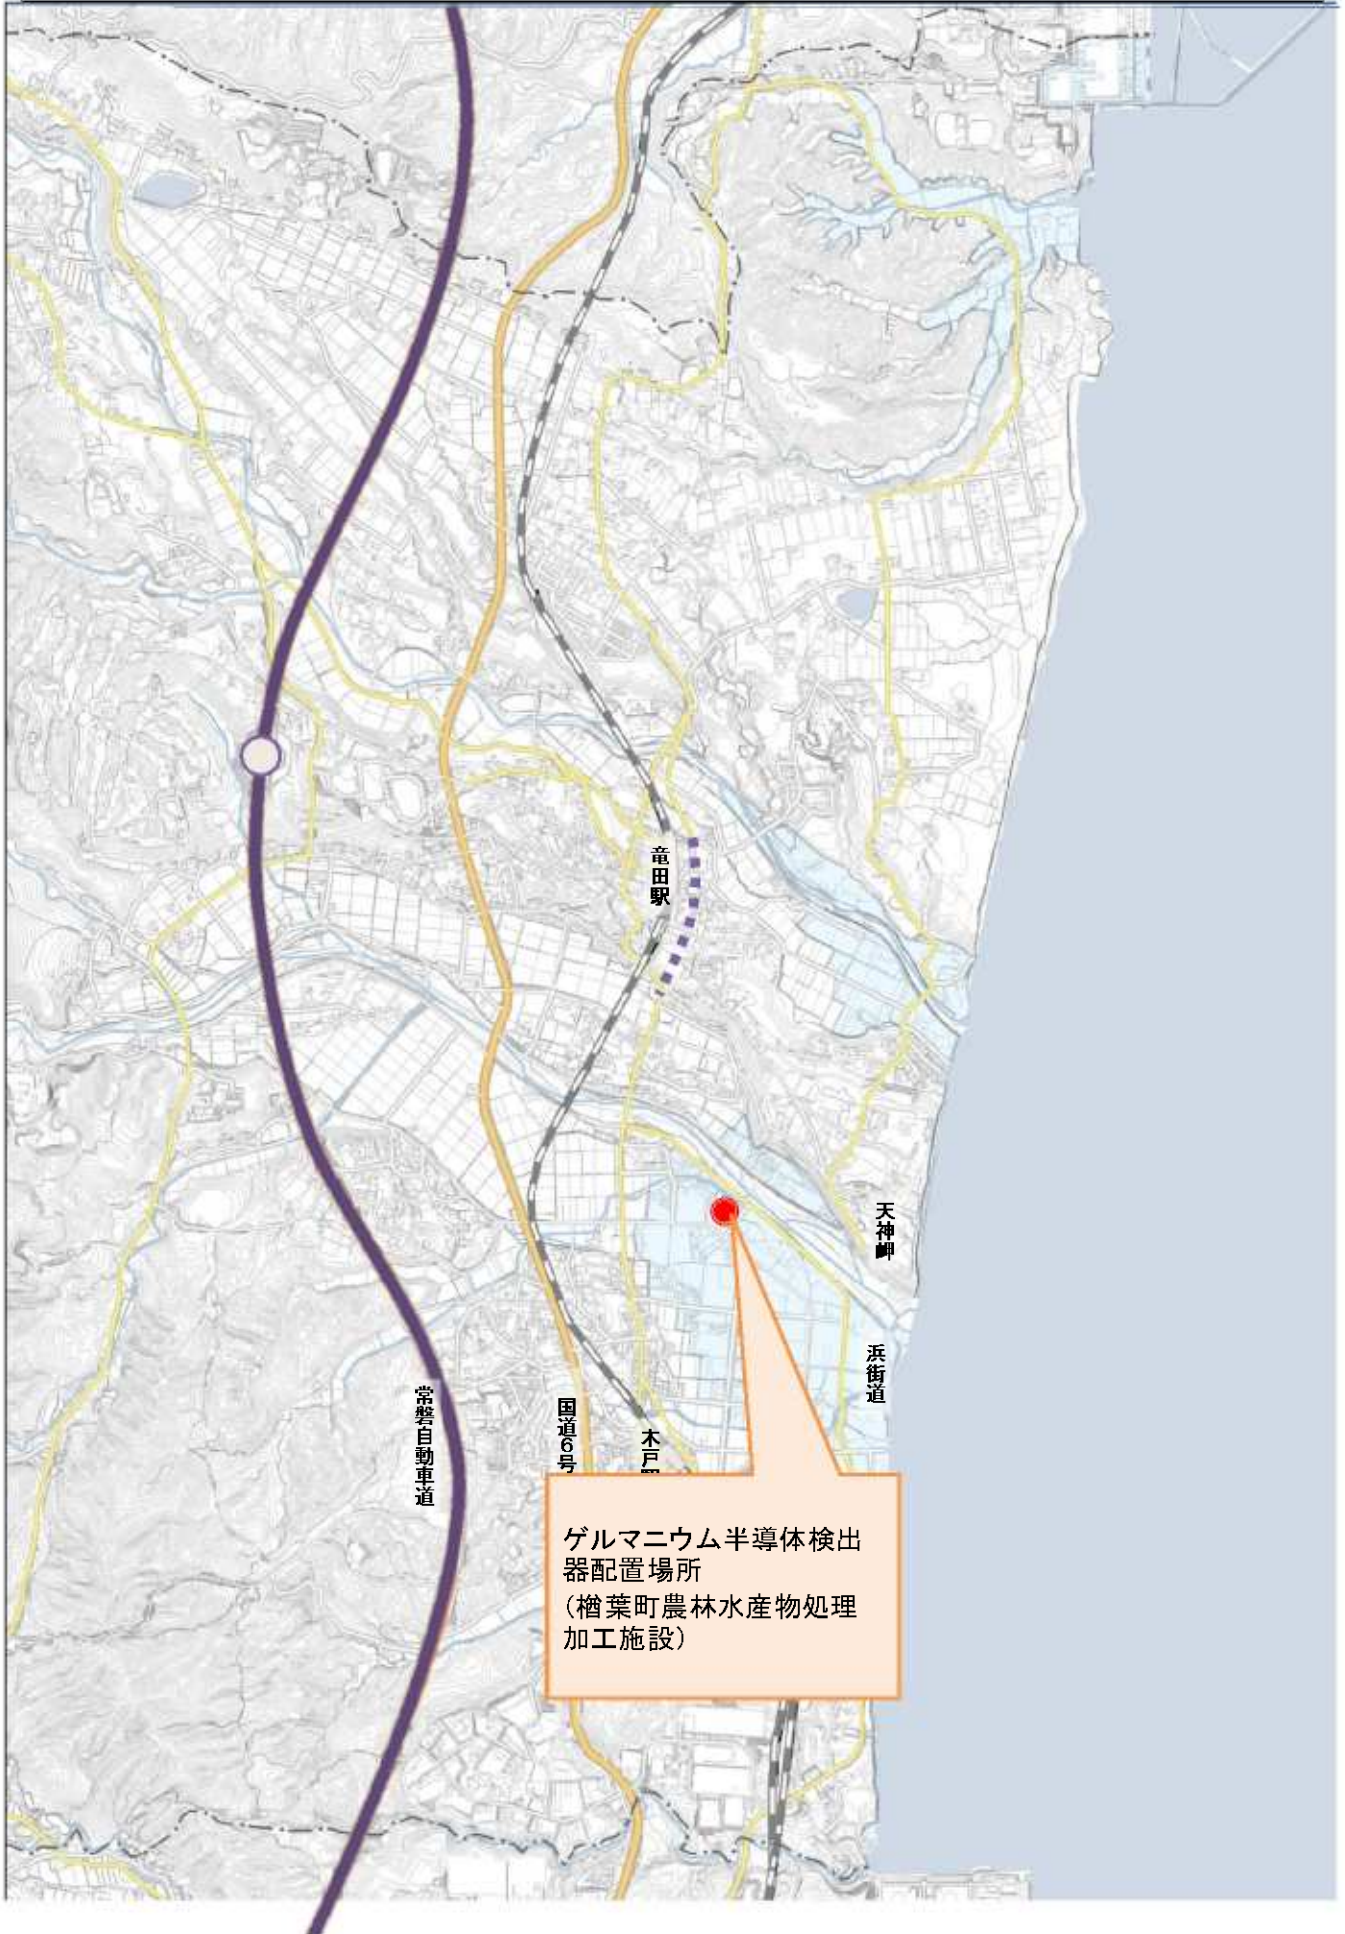 竜田駅
天神岬
浜街道
常磐自動車道
国道6号
木戸
ゲルマニウム半導体検出
器配置場所
(楢葉町農林水産物処理
加工施設)